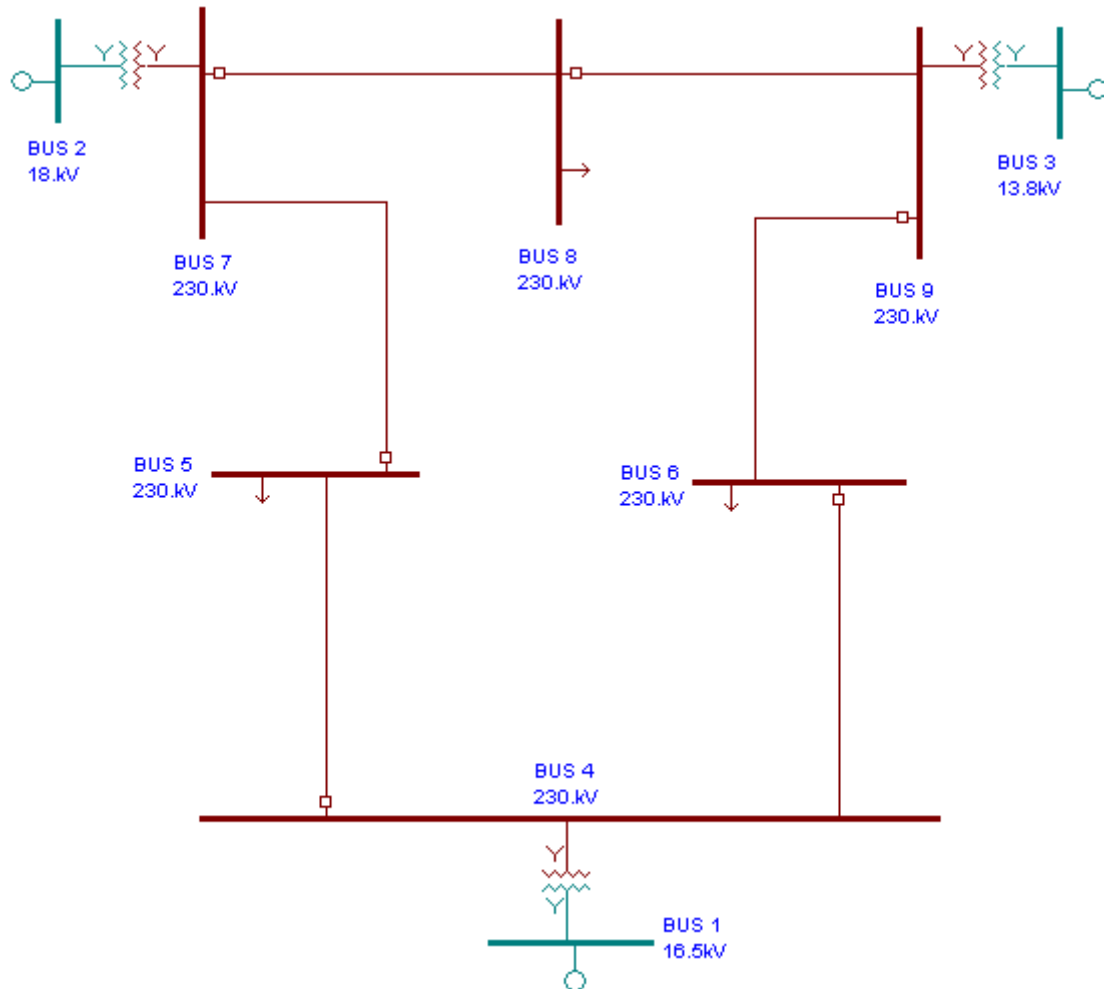 Y
Y
Y
Y
BUS 2
18.kV
BUS 3
13.8kV
BUS 7
230.kV
BUS 8
230.kV
BUS 9
230.kV
BUS 5
230.kV
BUS 6
230.kV
BUS 4
230.kV
Y
Y
BUS 1
16.5kV